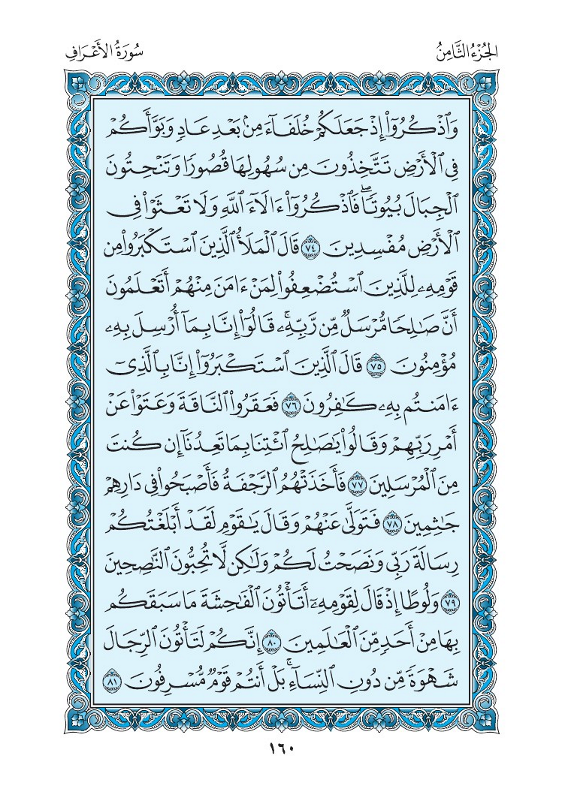 الجُزْءُ الثَّامِنُ سُورَةُ الأَعْرَافِ
وَٱذْكُرُوٓا۟ إِذْ جَعَلَكُمْ خُلَفَآءَ مِنۢ بَعْدِ عَادٍ وَبَوَّأَكُمْ
فِى ٱلْأَرْضِ تَتَّخِذُونَ مِن سُهُولِهَا قُصُورًا وَتَنْحِتُونَ
ٱلْجِبَالَ بُيُوتًا ۖ فَٱذْكُرُوٓا۟ ءَالَآءَ ٱللَّهِ وَلَا تَعْثَوْا۟ فِى
ٱلْأَرْضِ مُفْسِدِينَ ٧٤ قَالَ ٱلْمَلَأُ ٱلَّذِينَ ٱسْتَكْبَرُوا۟ مِن
قَوْمِهِۦ لِلَّذِينَ ٱسْتُضْعِفُوا۟ لِمَنْ ءَامَنَ مِنْهُمْ أَتَعْلَمُونَ
أَنَّ صَٰلِحًا مُّرْسَلٌ مِّن رَّبِّهِۦ ۚ قَالُوٓا۟ إِنَّا بِمَآ أُرْسِلَ بِهِۦ
مُؤْمِنُونَ ٧٥ قَالَ ٱلَّذِينَ ٱسْتَكْبَرُوٓا۟ إِنَّا بِٱلَّذِىٓ
ءَامَنتُم بِهِۦ كَٰفِرُونَ ٧٦ فَعَقَرُوا۟ ٱلنَّاقَةَ وَعَتَوْا۟ عَنْ
أَمْرِ رَبِّهِمْ وَقَالُوا۟ يَٰصَٰلِحُ ٱئْتِنَا بِمَا تَعِدُنَآ إِن كُنتَ
مِنَ ٱلْمُرْسَلِينَ ٧٧ فَأَخَذَتْهُمُ ٱلرَّجْفَةُ فَأَصْبَحُوا۟ فِى دَارِهِمْ
جَٰثِمِينَ ٧٨ فَتَوَلَّىٰ عَنْهُمْ وَقَالَ يَٰقَوْمِ لَقَدْ أَبْلَغْتُكُمْ
رِسَالَةَ رَبِّى وَنَصَحْتُ لَكُمْ وَلَٰكِن لَّا تُحِبُّونَ ٱلنَّٰصِحِينَ
٧٩ وَلُوطًا إِذْ قَالَ لِقَوْمِهِۦٓ أَتَأْتُونَ ٱلْفَٰحِشَةَ مَا سَبَقَكُم
بِهَا مِنْ أَحَدٍ مِّنَ ٱلْعَٰلَمِينَ ٨٠ إِنَّكُمْ لَتَأْتُونَ ٱلرِّجَالَ
شَهْوَةً مِّن دُونِ ٱلنِّسَآءِ ۚ بَلْ أَنتُمْ قَوْمٌ مُّسْرِفُونَ ٨١
١٦٠